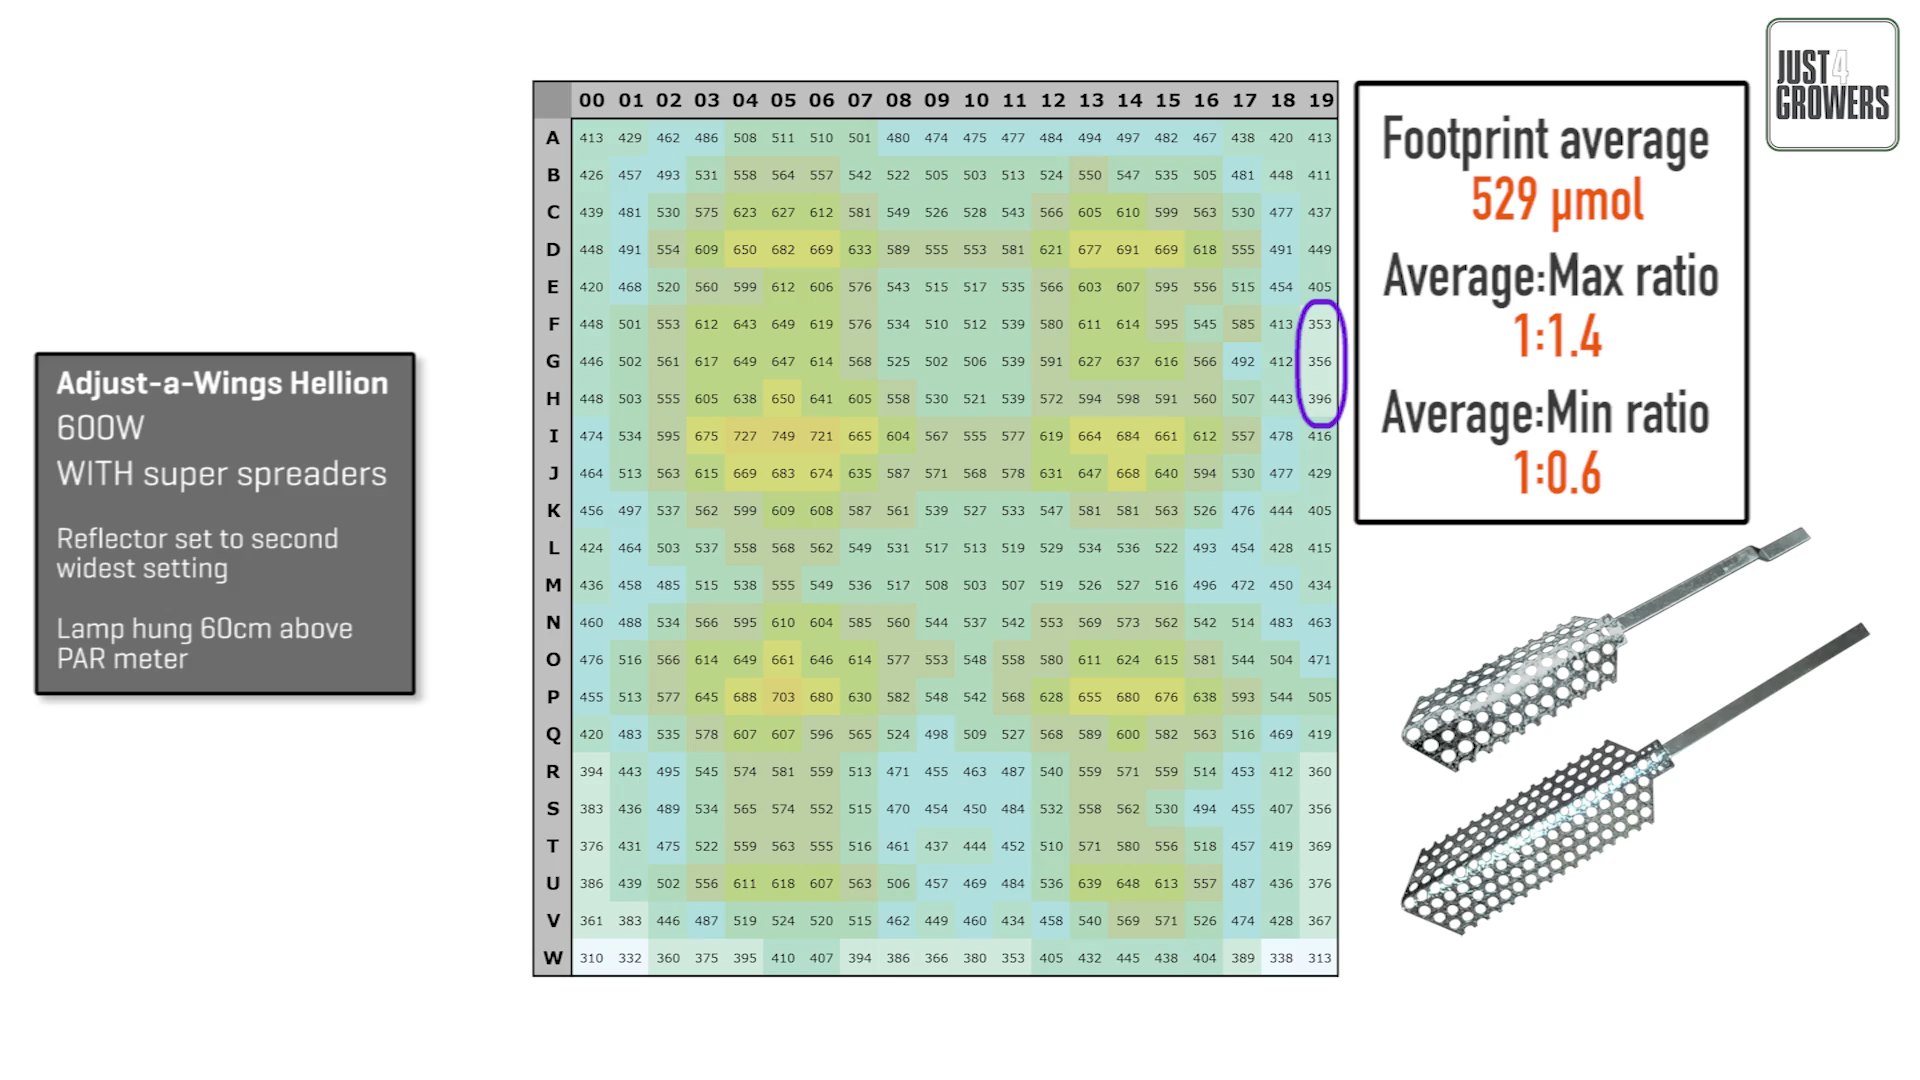 JUST 4
GROWERS
00 01 02 03 04 05 06 07 08 09 10 11 12 13 14 15 16 17 18 19
A 413 429 462 486 508 511 510 501 480 474 475 477 484 494 497 482 467 438 420 413
B 426 457 493 531 558 564 557 542 522 505 503 513 524 550 547 535 505 481 448 411
C 439 481 530 575 623 627 612 581 549 526 528 543 566 605 610 599 563 530 477 437
D 448 491 554 609 650 682 669 633 589 555 553 581 621 677 691 669 618 555 491 449
E 420 468 520 560 599 612 606 576 543 515 517 535 566 603 607 595 556 515 454 405
F 448 501 553 612 643 649 619 576 534 510 512 539 580 611 614 595 545 585 413 353
G 446 502 561 617 649 647 614 568 525 502 506 539 591 627 637 616 566 492 412 356
H 448 503 555 605 638 650 641 605 558 530 521 539 572 594 598 591 560 507 443 396
I 474 534 595 675 727 749 721 665 604 567 555 577 619 664 684 661 612 557 478 416
J 464 513 563 615 669 683 674 635 587 571 568 578 631 647 668 640 594 530 477 429
K 456 497 537 562 599 609 608 587 561 539 527 533 547 581 581 563 526 476 444 405
L 424 464 503 537 558 568 562 549 531 517 513 519 529 534 536 522 493 454 428 415
M 436 458 485 515 538 555 549 536 517 508 503 507 519 526 527 516 496 472 450 434
N 460 488 534 566 595 610 604 585 560 544 537 542 553 569 573 562 542 514 483 463
O 476 516 566 614 649 661 646 614 577 553 548 558 580 611 624 615 581 544 504 471
P 455 513 577 645 688 703 680 630 582 548 542 568 628 655 680 676 638 593 544 505
Q 420 483 535 578 607 607 596 565 524 498 509 527 568 589 600 582 563 516 469 419
R 394 443 495 545 574 581 559 513 471 455 463 487 540 559 571 559 514 453 412 360
S 383 436 489 534 565 574 552 515 470 454 450 484 532 558 562 530 494 455 407 356
T 376 431 475 522 559 563 555 516 461 437 444 452 510 571 580 556 518 457 419 369
U 386 439 502 556 611 618 607 563 506 457 469 484 536 639 648 613 557 487 436 376
V 361 383 446 487 519 524 520 515 462 449 460 434 458 540 569 571 526 474 428 367
W 310 332 360 375 395 410 407 394 386 366 380 353 405 432 445 438 404 389 338 313
Footprint average
529 µmol
Average:Max ratio
1:1.4
Average:Min ratio
1:0.6
Adjust-a-Wings Hellion
600W
WITH super spreaders
Reflector set to second
widest setting
Lamp hung 60cm above
PAR meter